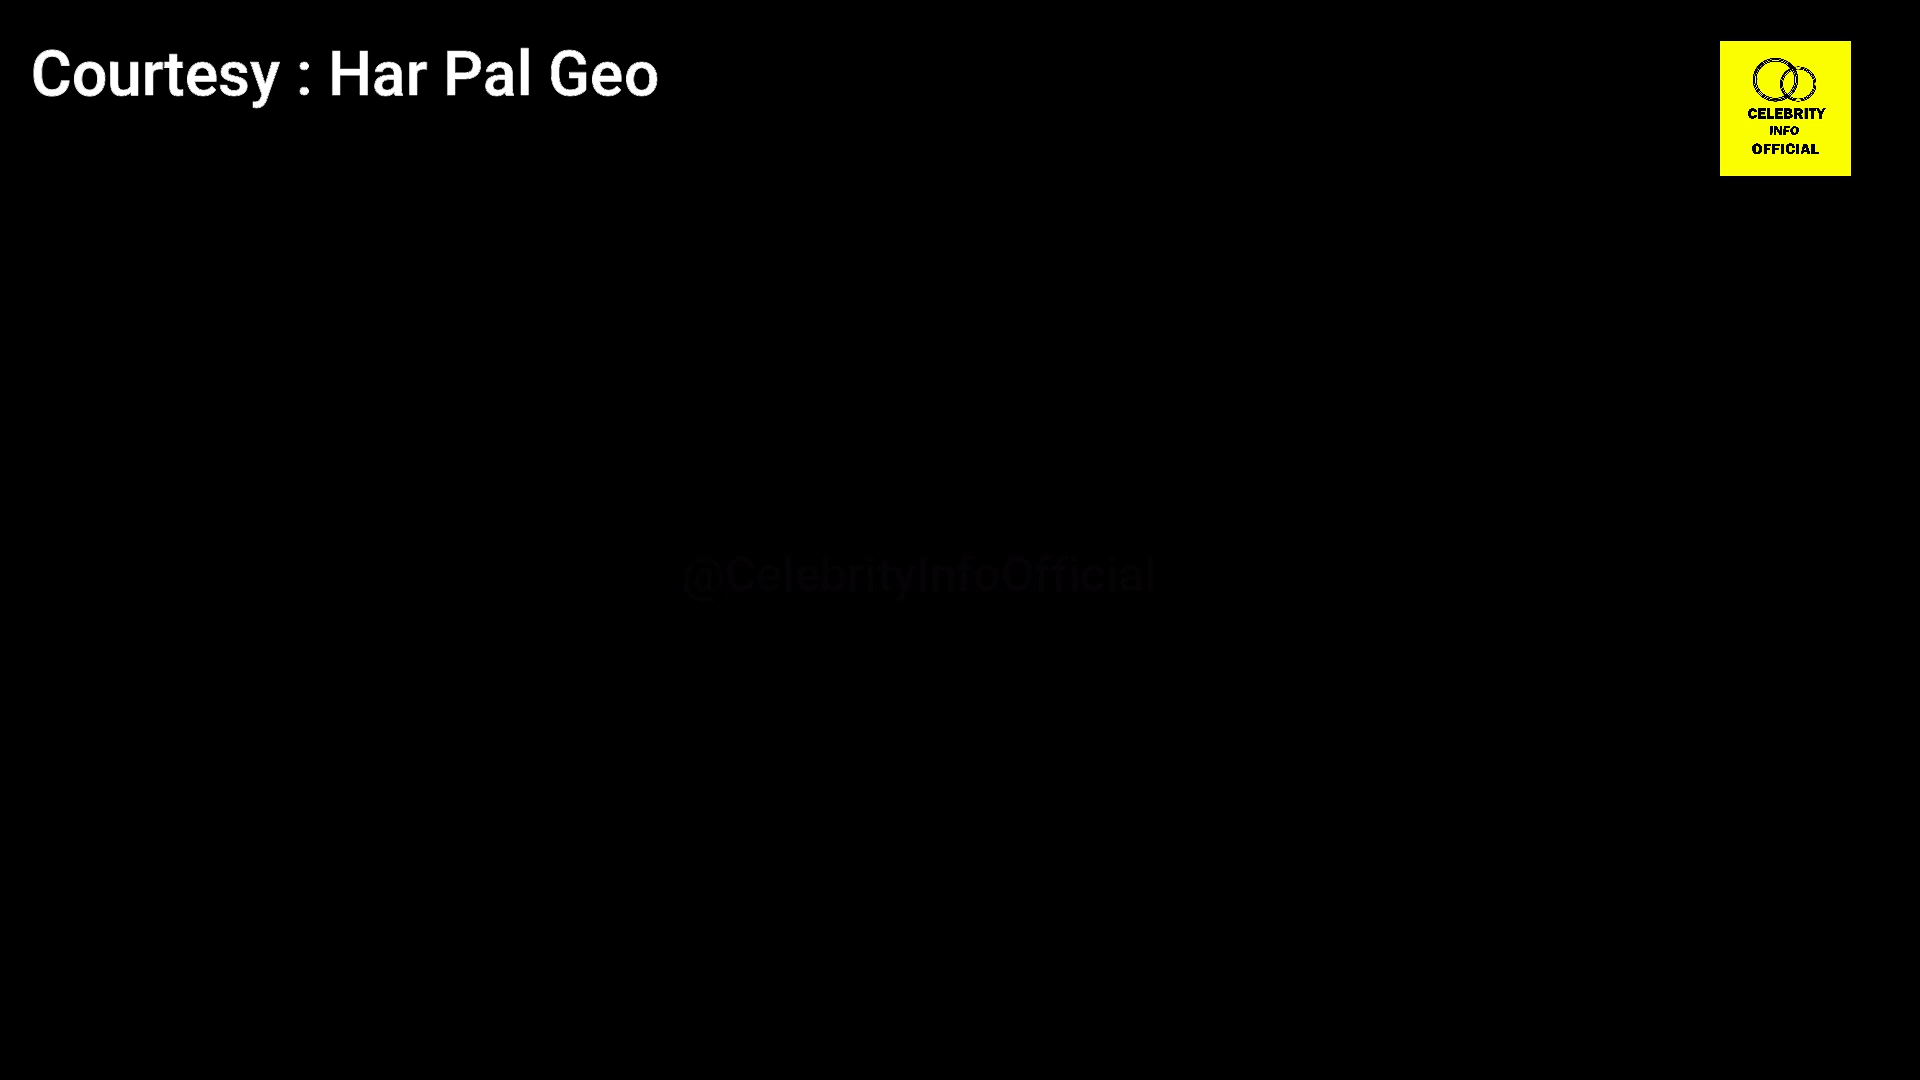 Courtesy : Har Pal Geo
CELEBRITY
INFO
OFFICIAL
@CelebrityInfoOfficial